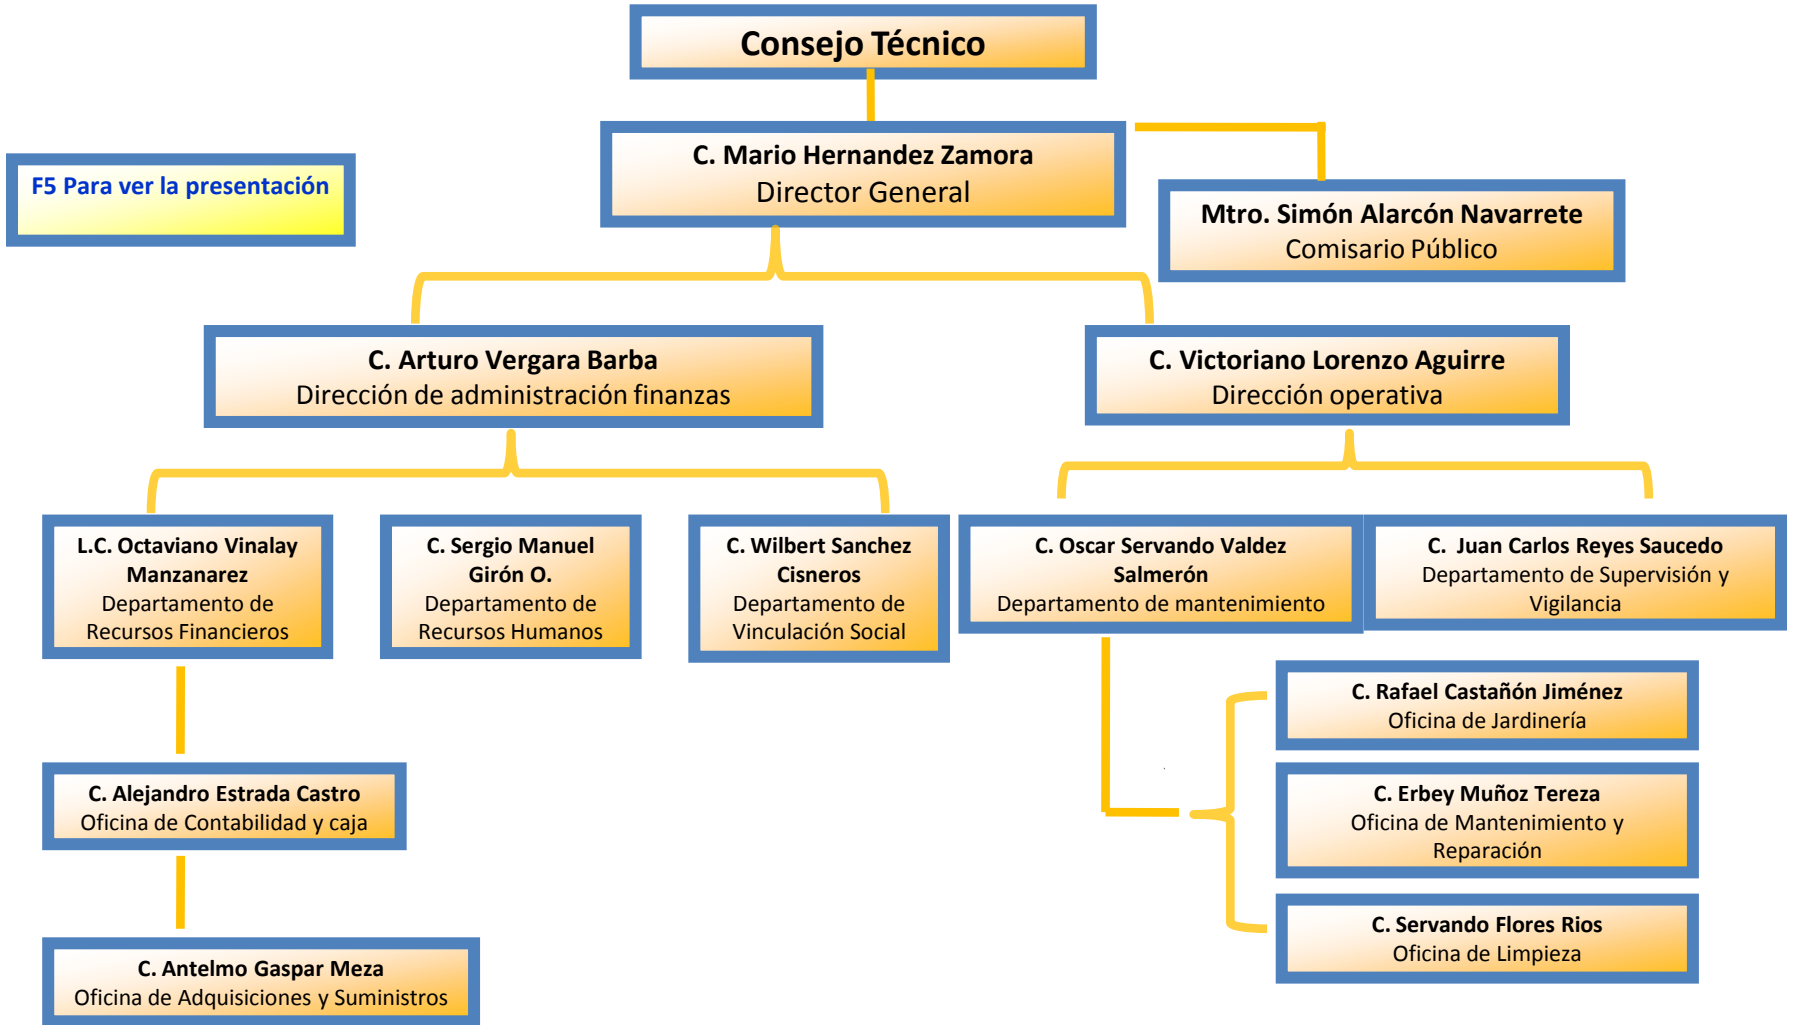 Consejo Técnico
C. Mario Hernandez Zamora
Director General
F5 Para ver la presentación
Mtro. Simón Alarcón Navarrete
Comisario Público
C. Arturo Vergara Barba
Dirección de administración finanzas
C. Victoriano Lorenzo Aguirre
Dirección operativa
L.C. Octaviano Vinalay
Manzanarez
Departamento de
Recursos Financieros
C. Sergio Manuel
Girón O.
Departamento de
Recursos Humanos
C. Wilbert Sanchez
Cisneros
Departamento de
Vinculación Social
C. Oscar Servando Valdez
Salmerón
Departamento de mantenimiento
C. Juan Carlos Reyes Saucedo
Departamento de Supervisión y
Vigilancia
C. Rafael Castañón Jiménez
Oficina de Jardinería
C. Alejandro Estrada Castro
Oficina de Contabilidad y caja
C. Erbey Muñoz Tereza
Oficina de Mantenimiento y
Reparación
C. Servando Flores Rios
Oficina de Limpieza
C. Antelmo Gaspar Meza
Oficina de Adquisiciones y Suministros